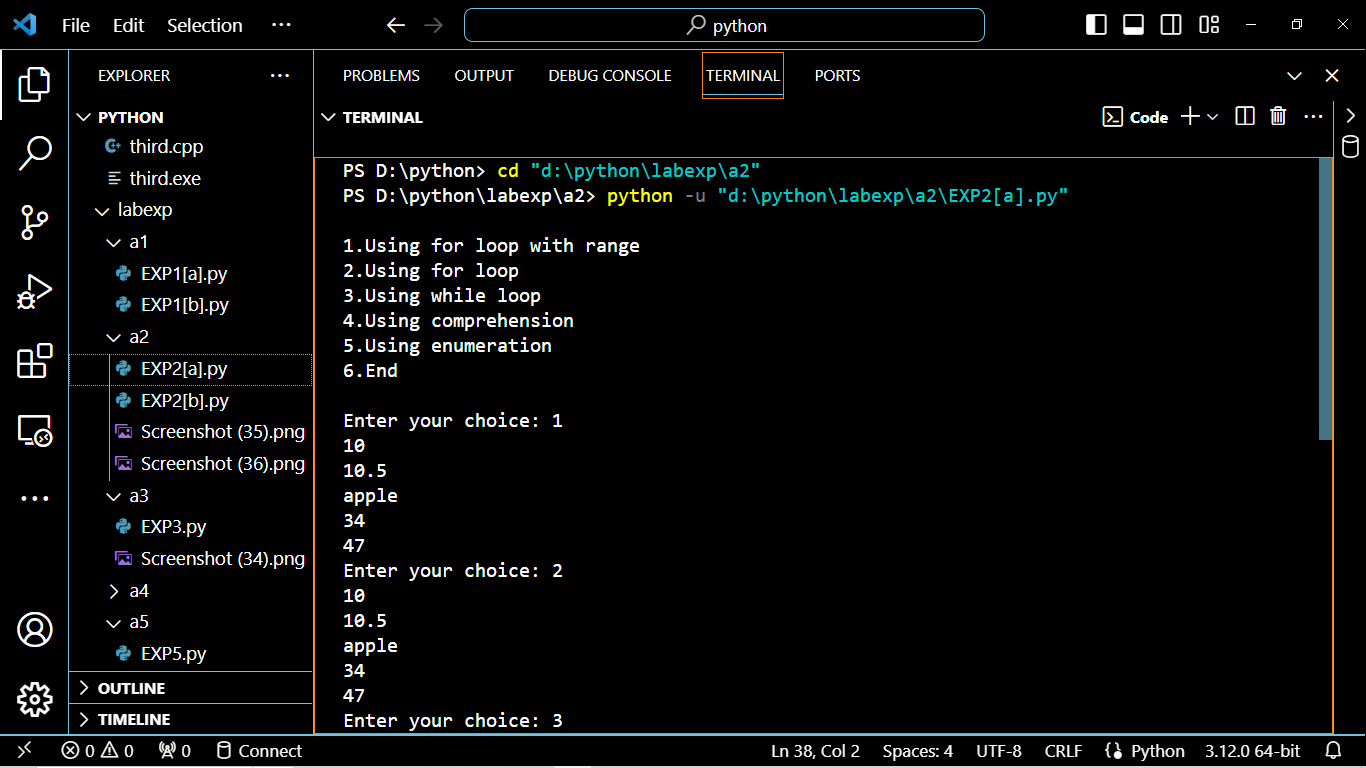 File Edit Selection ···
python
EXPLORER ···
PYTHON
third.cpp
third.exe
labexp
a1
EXP1[a].py
EXP1[b].py
a2
EXP2[a].py
EXP2[b].py
Screenshot (35).png
Screenshot (36).png
a3
EXP3.py
Screenshot (34).png
a4
a5
EXP5.py
OUTLINE
TIMELINE
PROBLEMS OUTPUT DEBUG CONSOLE TERMINAL PORTS
TERMINAL
Code
PS D:\python> cd "d:\python\labexp\a2"
PS D:\python\labexp\a2> python -u "d:\python\labexp\a2\EXP2[a].py"
1.Using for loop with range
2.Using for loop
3.Using while loop
4.Using comprehension
5.Using enumeration
6.End
Enter your choice: 1
10
10.5
apple
34
47
Enter your choice: 2
10
10.5
apple
34
47
Enter your choice: 3
0 0 0 Connect Ln 38, Col 2 Spaces: 4 UTF-8 CRLF Python 3.12.0 64-bit